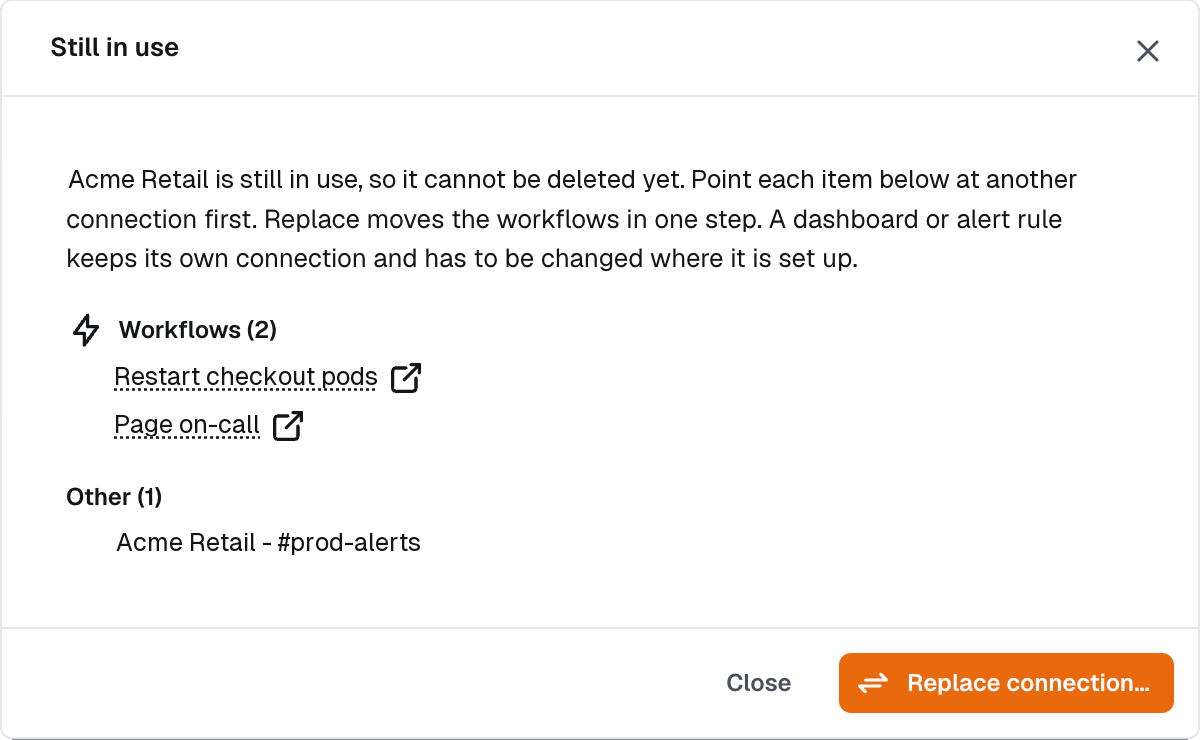 Still in use
Acme Retail is still in use, so it cannot be deleted yet. Point each item below at another
connection first. Replace moves the workflows in one step. A dashboard or alert rule
keeps its own connection and has to be changed where it is set up.
Workflows (2)
Restart checkout pods
Page on-call
Other (1)
Acme Retail - #prod-alerts
Close
Replace connection…